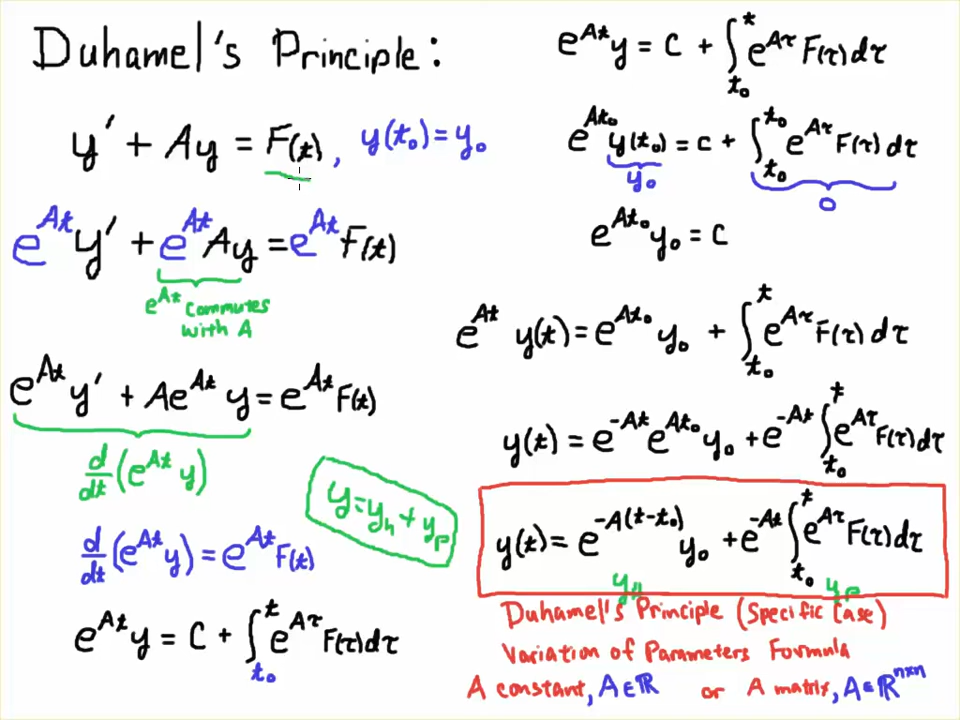 Duhamel's Principle:
y' + Ay = F(t), y(t₀) = y₀
e^{At} y' + e^{At} Ay = e^{At} F(t)
e^{At} commutes
with A
e^{At} y' + A e^{At} y = e^{At} F(t)
d/dt (e^{At} y)
y = y_h + y_p
d/dt (e^{At} y) = e^{At} F(t)
e^{At} y = C + ∫_{t₀}^{t} e^{Aτ} F(τ) dτ
e^{At} y = C + ∫_{t₀}^{t} e^{Aτ} F(τ) dτ
e^{At₀} y(t₀) = C + ∫_{t₀}^{t₀} e^{Aτ} F(τ) dτ
y₀ 0
e^{At₀} y₀ = C
e^{At} y(t) = e^{At₀} y₀ + ∫_{t₀}^{t} e^{Aτ} F(τ) dτ
y(t) = e^{-At} e^{At₀} y₀ + e^{-At} ∫_{t₀}^{t} e^{Aτ} F(τ) dτ
y(t) = e^{-A(t-t₀)} y₀ + e^{-At} ∫_{t₀}^{t} e^{Aτ} F(τ) dτ
y_h y_p
Duhamel's Principle (Specific Case)
Variation of Parameters Formula
A constant, A∈ℝ or A matrix, A∈ℝ^{n×n}